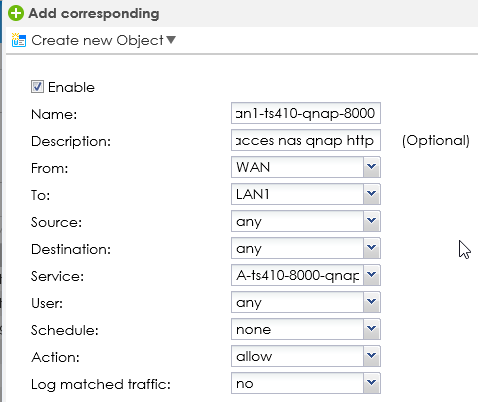 Add corresponding
Create new Object
Enable
Name: an1-ts410-qnap-8000
Description: acces nas qnap http (Optional)
From: WAN
To: LAN1
Source: any
Destination: any
Service: A-ts410-8000-qnap
User: any
Schedule: none
Action: allow
Log matched traffic: no